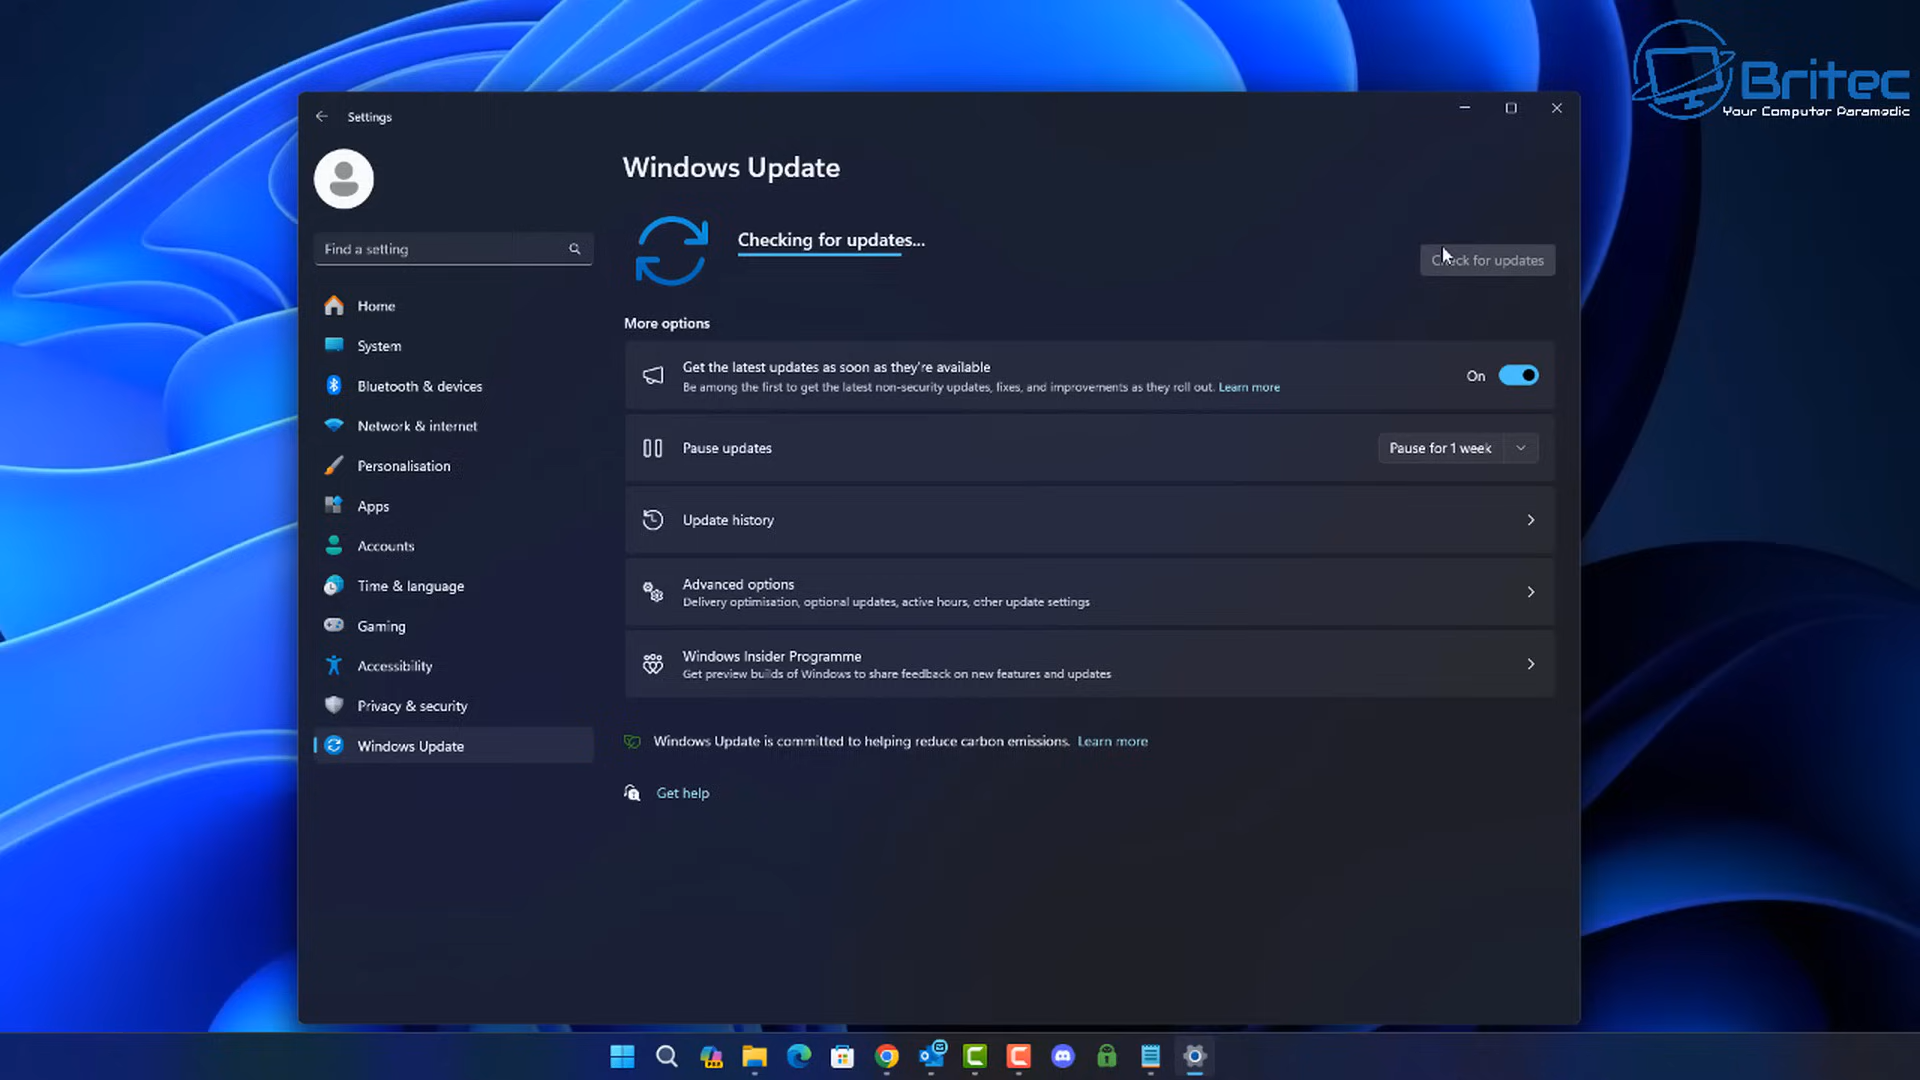 Britec
Your Computer Paramedic
Settings
Windows Update
Find a setting
Checking for updates...
Check for updates
Home
System
Bluetooth & devices
Network & internet
Personalisation
Apps
Accounts
Time & language
Gaming
Accessibility
Privacy & security
Windows Update
More options
Get the latest updates as soon as they're available
Be among the first to get the latest non-security updates, fixes, and improvements as they roll out. Learn more
On
Pause updates
Pause for 1 week
Update history
Advanced options
Delivery optimisation, optional updates, active hours, other update settings
Windows Insider Programme
Get preview builds of Windows to share feedback on new features and updates
Windows Update is committed to helping reduce carbon emissions. Learn more
Get help